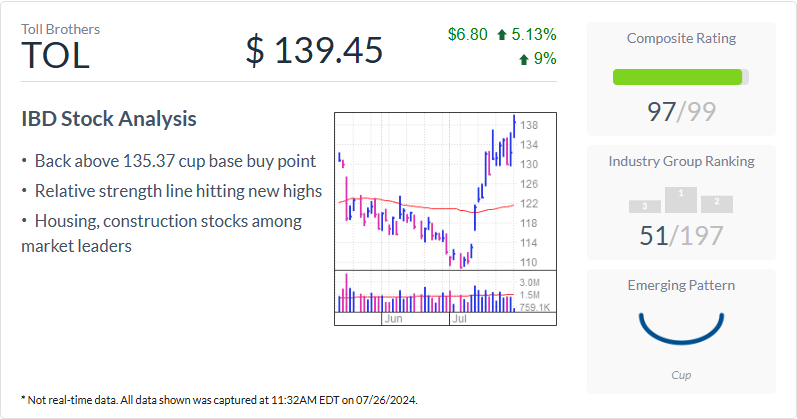 Toll Brothers
TOL
$ 139.45
$6.80 5.13%
9%
IBD Stock Analysis
• Back above 135.37 cup base buy point
• Relative strength line hitting new highs
• Housing, construction stocks among
market leaders
138
134
130
126
122
118
114
110
3.0M
1.5M
759.1K
Jun
Jul
Composite Rating
97/99
Industry Group Ranking
3
1
2
51/197
Emerging Pattern
Cup
* Not real-time data. All data shown was captured at 11:32AM EDT on 07/26/2024.